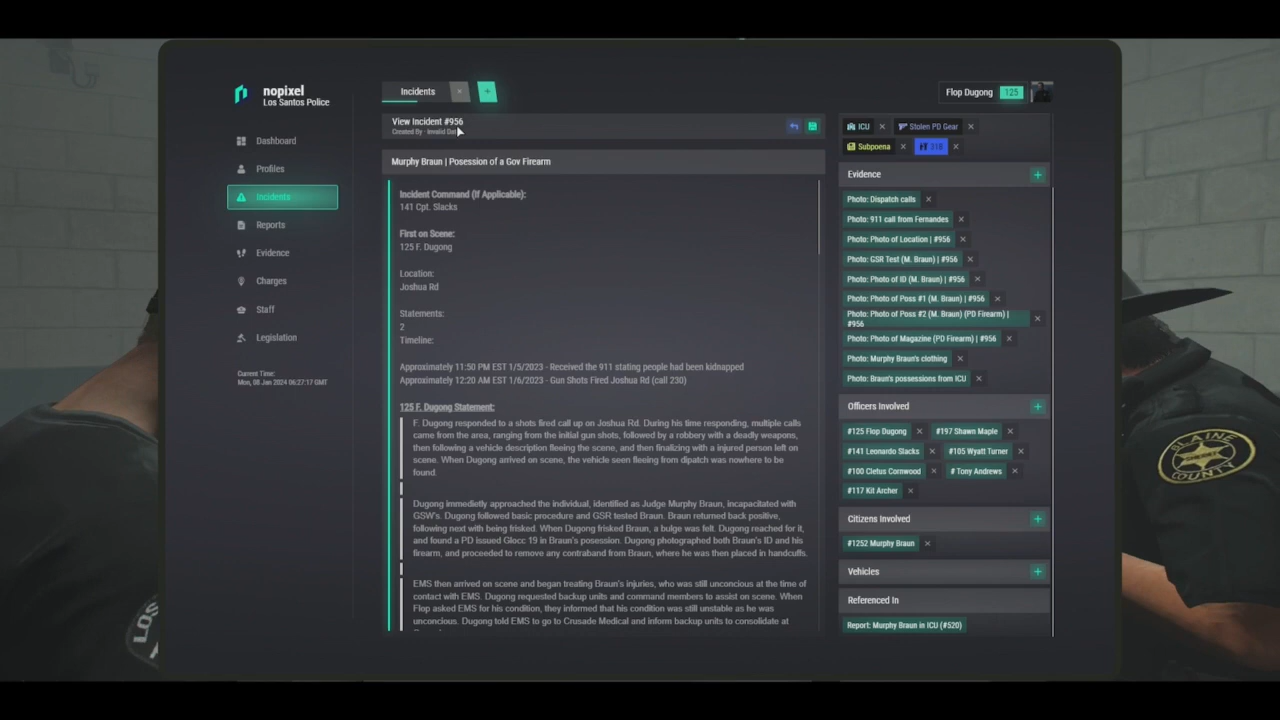 nopixel
Los Santos Police
Dashboard
Profiles
Incidents
Reports
Evidence
Charges
Staff
Legislation
Current Time:
Mon, 08 Jan 2024 06:27:17 GMT
Incidents
Flop Dugong 125
View Incident #956
Created By - Invalid
Murphy Braun | Posession of a Gov Firearm
Incident Command (If Applicable):
141 Cpt. Slacks
First on Scene:
125 F. Dugong
Location:
Joshua Rd
Statements:
2
Timeline:
Approximately 11:50 PM EST 1/5/2023 - Received the 911 stating people had been kidnapped
Approximately 12:20 AM EST 1/6/2023 - Gun Shots Fired Joshua Rd (call 230)
125 F. Dugong Statement:
F. Dugong responded to a shots fired call up on Joshua Rd. During his time responding, multiple calls
came from the area, ranging from the initial gun shots, followed by a robbery with a deadly weapons,
then following a vehicle description fleeing the scene, and then finalizing with a injured person left on
scene. When Dugong arrived on scene, the vehicle seen fleeing from dipatch was nowhere to be
found.
Dugong immedietly approached the individual, identified as Judge Murphy Braun, incapacitated with
GSW's. Dugong followed basic procedure and GSR tested Braun. Braun returned back positive,
following next with being frisked. When Dugong frisked Braun, a bulge was felt. Dugong reached for it,
and found a PD issued Glocc 19 in Braun's posession. Dugong photographed both Braun's ID and his
firearm, and proceeded to remove any contraband from Braun, where he was then placed in handcuffs.
EMS then arrived on scene and began treating Braun's injuries, who was still unconcious at the time of
contact with EMS. Dugong requested backup units and command members to assist on scene. When
Flop asked EMS for his condition, they informed that his condition was still unstable as he was
unconcious. Dugong told EMS to go to Crusade Medical and inform backup units to consolidate at
ICU
Stolen PD Gear
Subpoena
Evidence
Photo: Dispatch calls
Photo: 911 call from Fernandes
Photo: Photo of Location | #956
Photo: GSR Test (M. Braun) | #956
Photo: Photo of ID (M. Braun) | #956
Photo: Photo of Poss #1 (M. Braun) | #956
Photo: Photo of Poss #2 (M. Braun) (PD Firearm) |
#956
Photo: Photo of Magazine (PD Firearm) | #956
Photo: Murphy Braun's clothing
Photo: Braun's possessions from ICU
Officers Involved
#125 Flop Dugong
#197 Shawn Maple
#141 Leonardo Slacks
#105 Wyatt Turner
#100 Cletus Cornwood
# Tony Andrews
#117 Kit Archer
Citizens Involved
#1252 Murphy Braun
Vehicles
Referenced In
Report: Murphy Braun in ICU (#520)
BLAINE
COUNTY
LOS